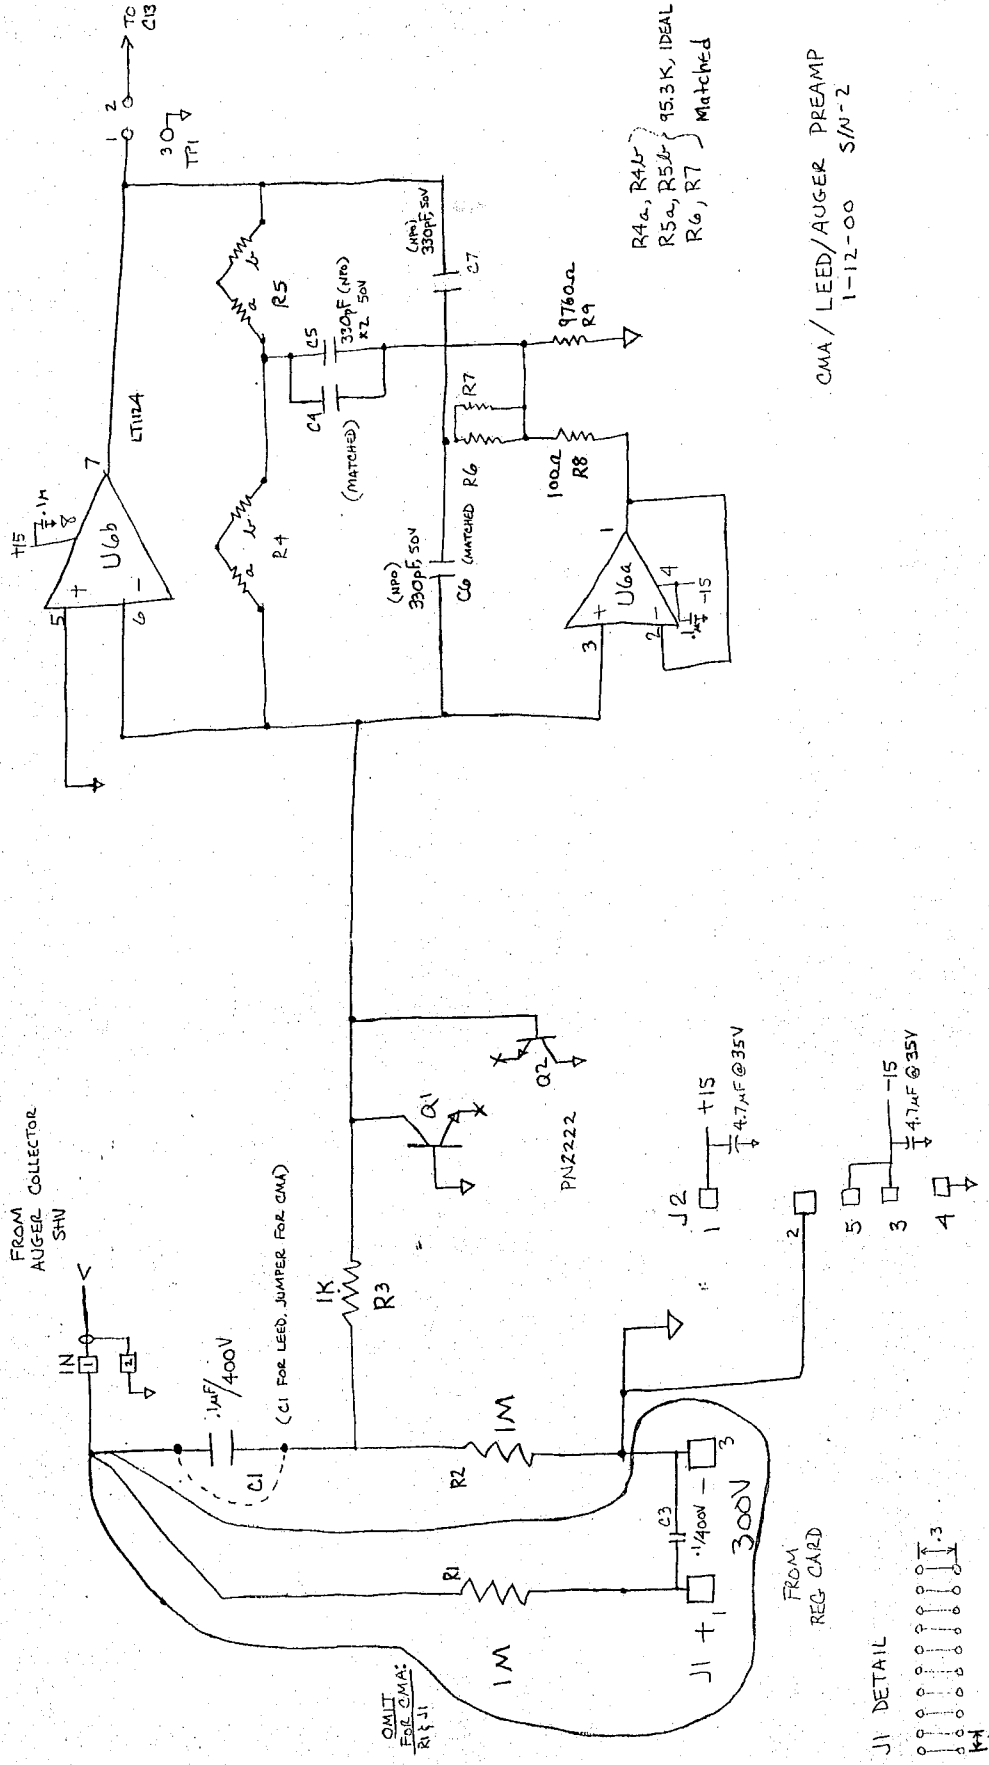 TO
C13
1
2
3
TP1
+15
.1µ
8
5
+
6
-
U6b
7
LT1124
a
b
R4
a
b
R5
C5
330pF (NPO)
x2 50V
C4
(MATCHED)
(NPO)
330pF, 50V
C7
(NPO)
330pF, 50V
C6
(MATCHED
R6
R7
100Ω
R8
9760Ω
R9
3
+
2
-
U6a
1
4
-15
.1µ
R4a, R4b
R5a, R5b
R6, R7
95.3K, IDEAL
Matched
CMA / LEED/AUGER PREAMP
1-12-00 S/N-2
FROM
AUGER COLLECTOR
SHV
IN
1
2
.1µF/400V
C1
(C1 FOR LEED, JUMPER FOR CMA)
1K
R3
Q1
Q2
PN2222
R2
1M
R1
1M
OMIT
FOR CMA:
R1 & J1
C3
.1/400V
J1 +
1
300V
-
3
FROM
REG CARD
J2
1
+15
4.7µF@35V
2
5
3
-15
4.7µF@35V
4
J1 DETAIL
.3